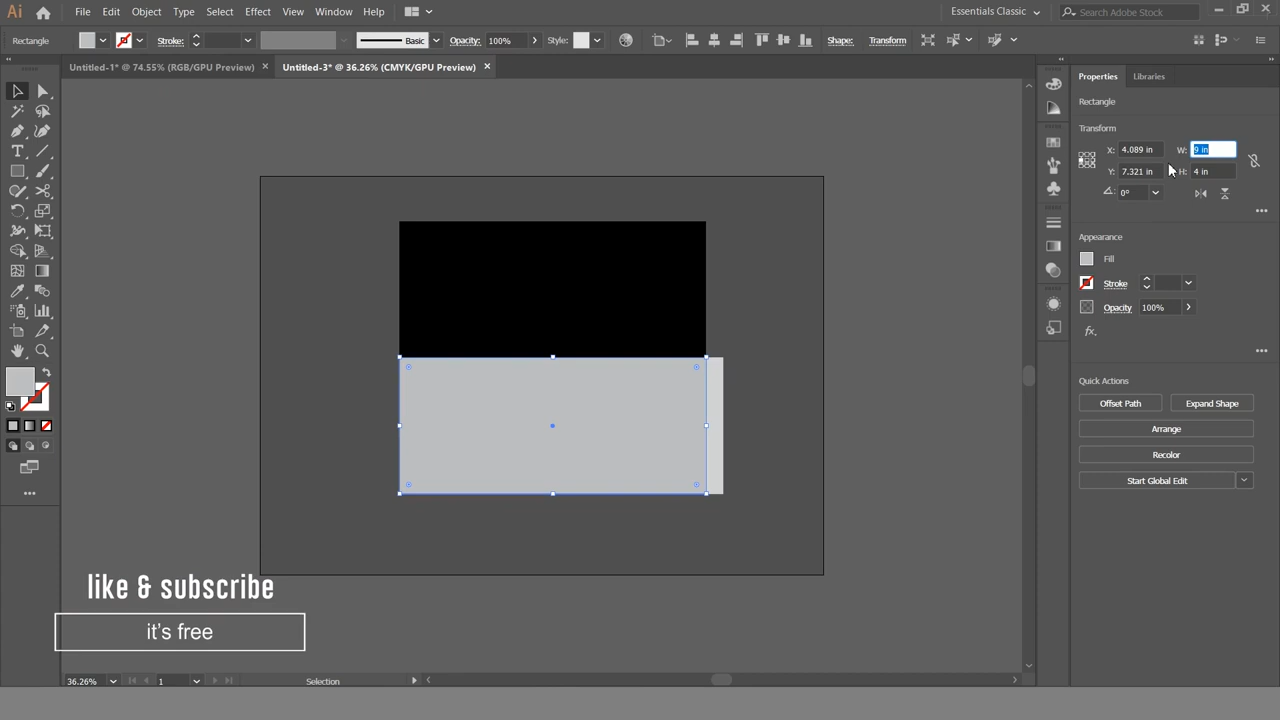 Ai File Edit Object Type Select Effect View Window Help Essentials Classic Search Adobe Stock
Rectangle Stroke: Basic Opacity: 100% Style: Shape: Transform
Untitled-1* @ 74.55% (RGB/GPU Preview) × Untitled-3* @ 36.26% (CMYK/GPU Preview) ×
Properties Libraries
Rectangle
Transform
X: 4.089 in W: 9 in
Y: 7.321 in H: 4 in
0°
Appearance
Fill
Stroke
Opacity 100%
fx.
Quick Actions
Offset Path Expand Shape
Arrange
Recolor
Start Global Edit
like & subscribe
it's free
36.26% 1 Selection